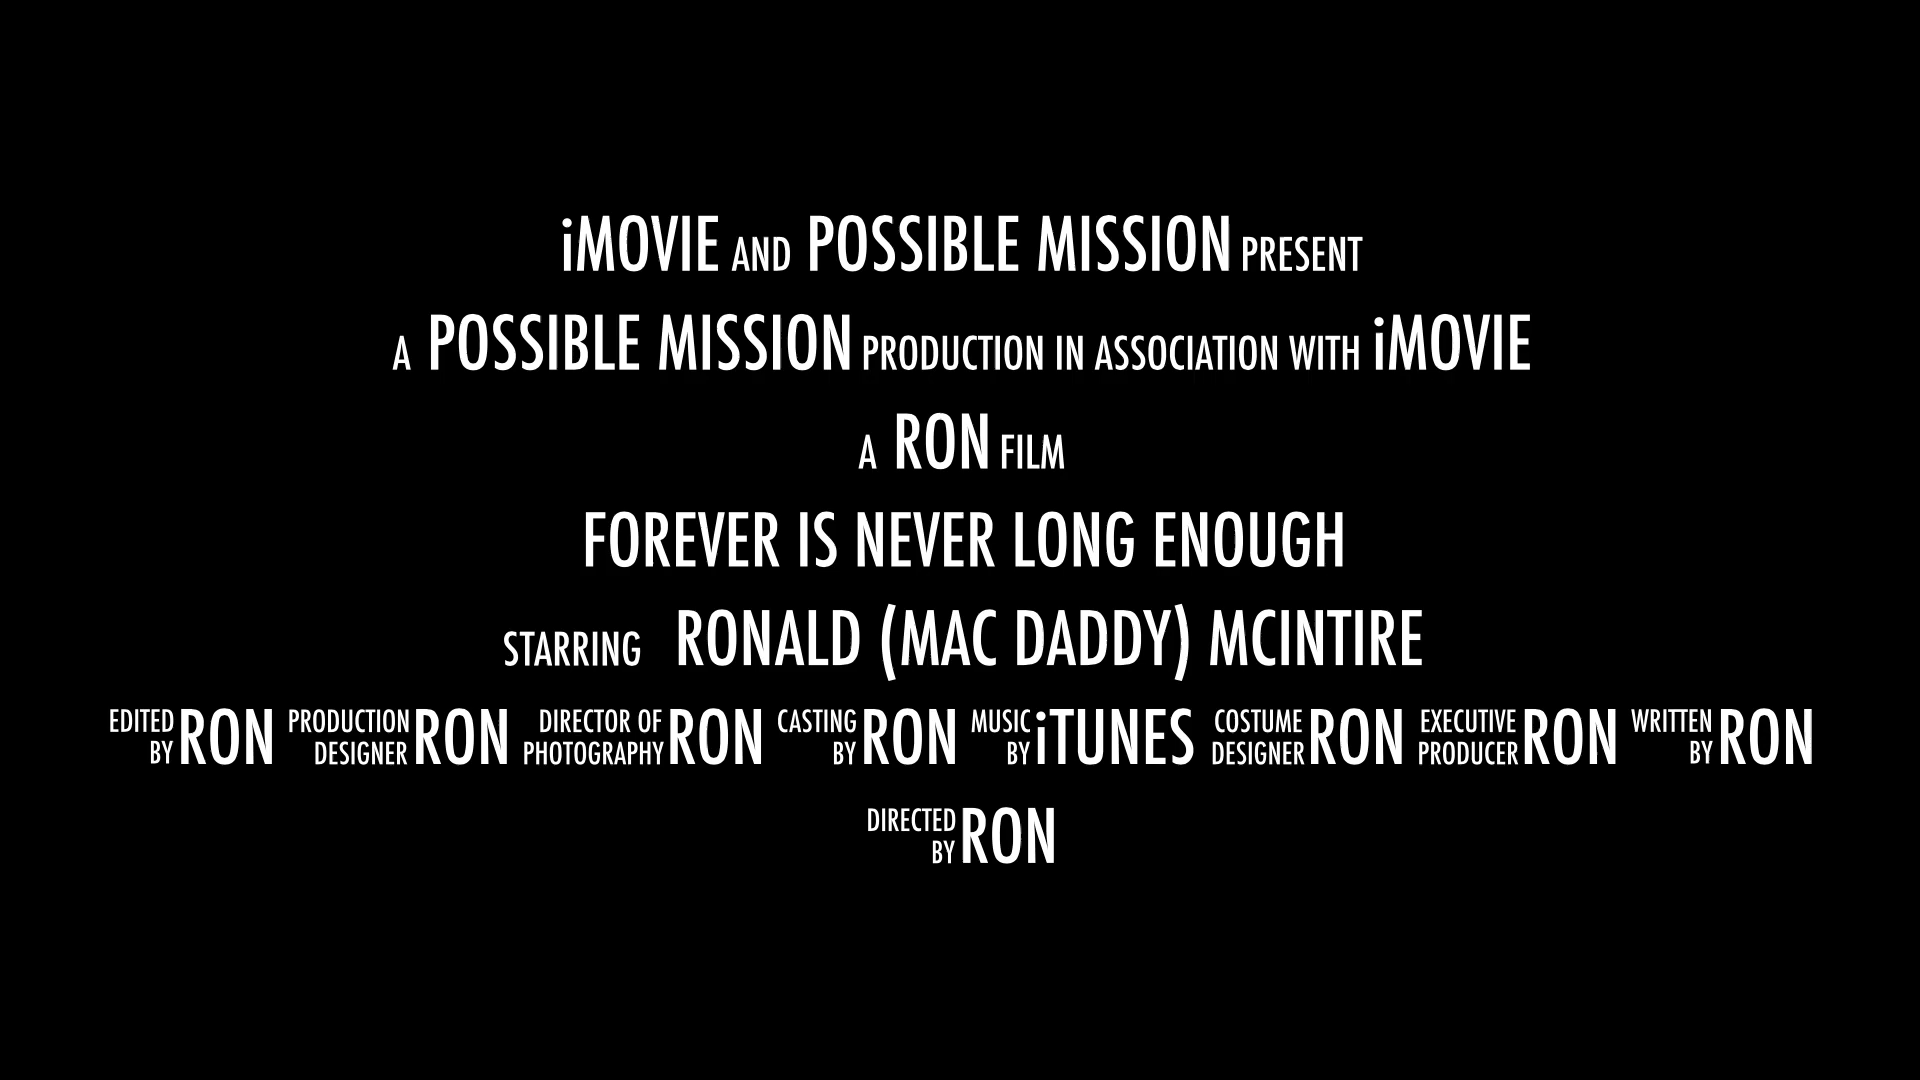 iMOVIE AND POSSIBLE MISSION PRESENT
A POSSIBLE MISSION PRODUCTION IN ASSOCIATION WITH iMOVIE
A RON FILM
FOREVER IS NEVER LONG ENOUGH
STARRING RONALD (MAC DADDY) MCINTIRE
EDITED BY RON PRODUCTION DESIGNER RON DIRECTOR OF PHOTOGRAPHY RON CASTING BY RON MUSIC BY iTUNES COSTUME DESIGNER RON EXECUTIVE PRODUCER RON WRITTEN BY RON
DIRECTED BY RON